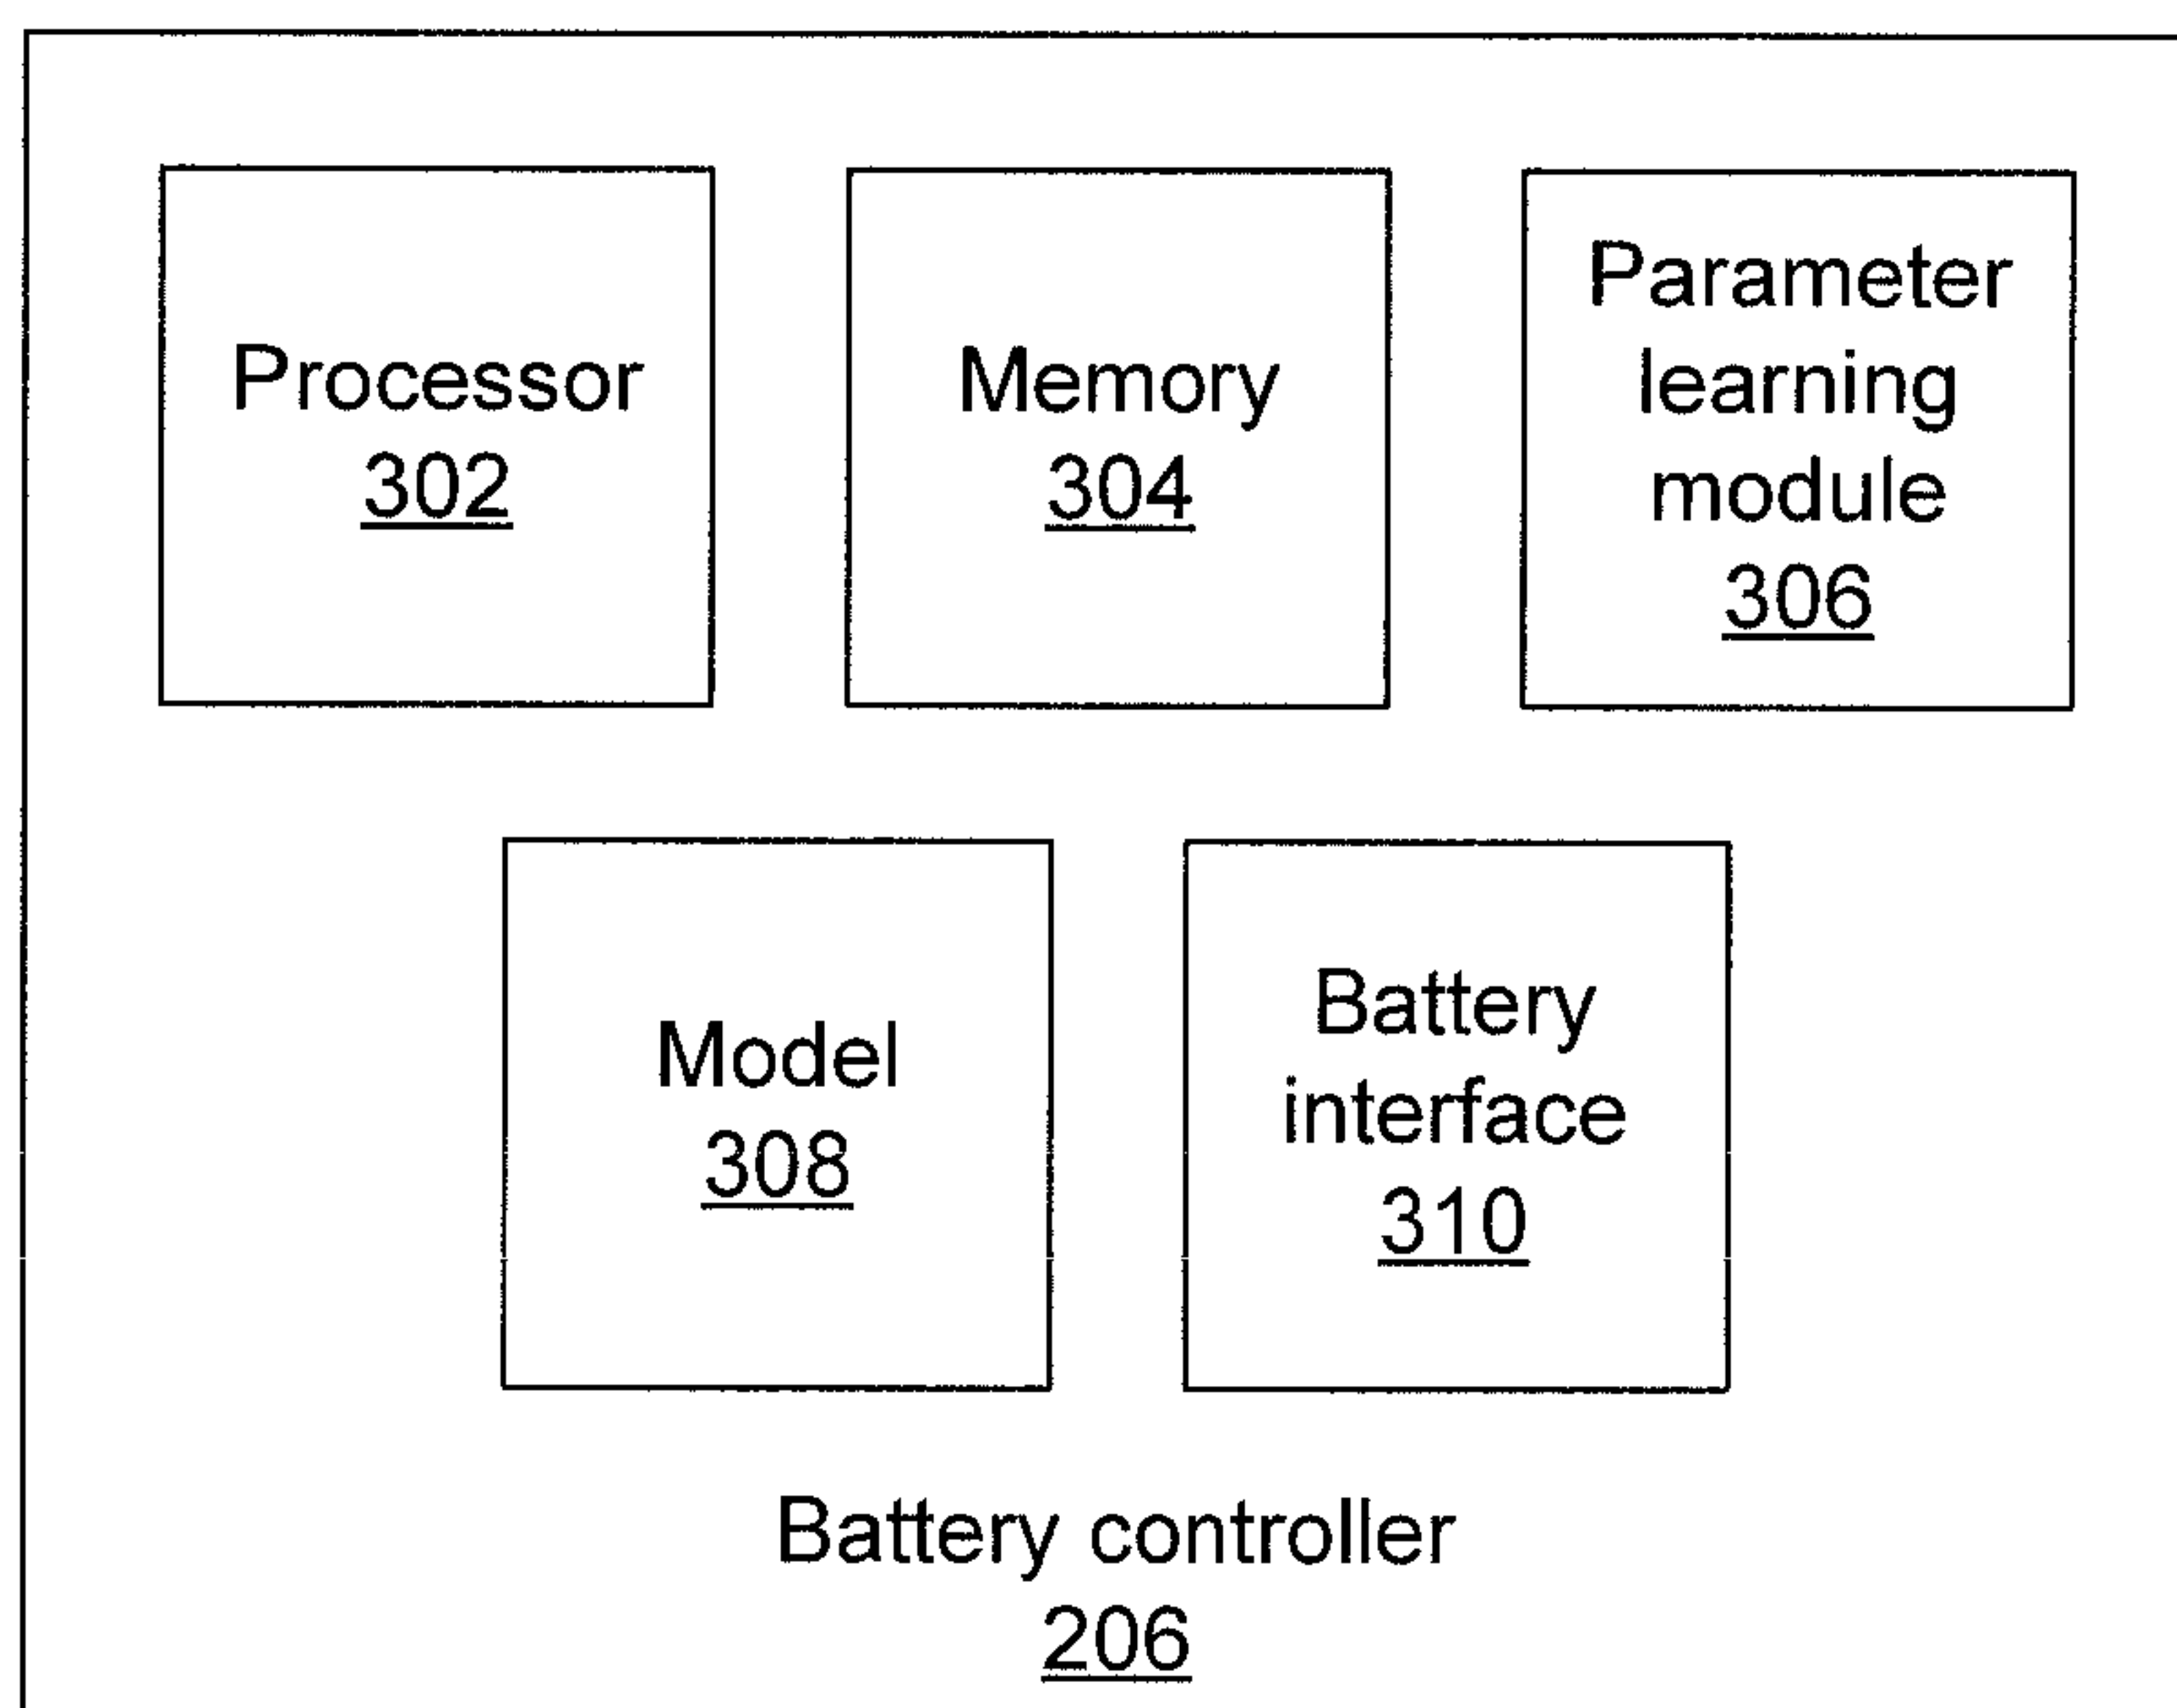 Processor
302
Memory
304
Parameter
learning
module
306
Model
308
Battery
interface
310
Battery controller
206